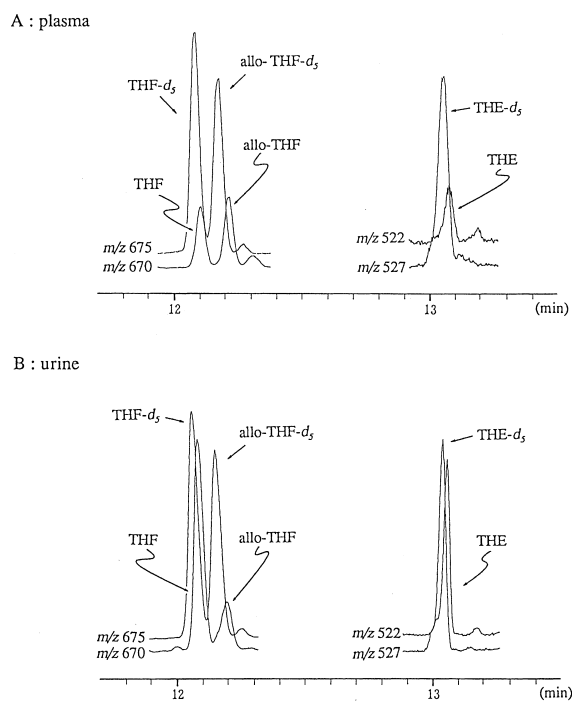 A : plasma
THF-d5
allo-THF-d5
THE-d5
allo-THF
THE
THF
m/z 675
m/z 670
m/z 522
m/z 527
12
13
(min)
B : urine
THF-d5
allo-THF-d5
THE-d5
THF
allo-THF
THE
m/z 675
m/z 670
m/z 522
m/z 527
12
13
(min)